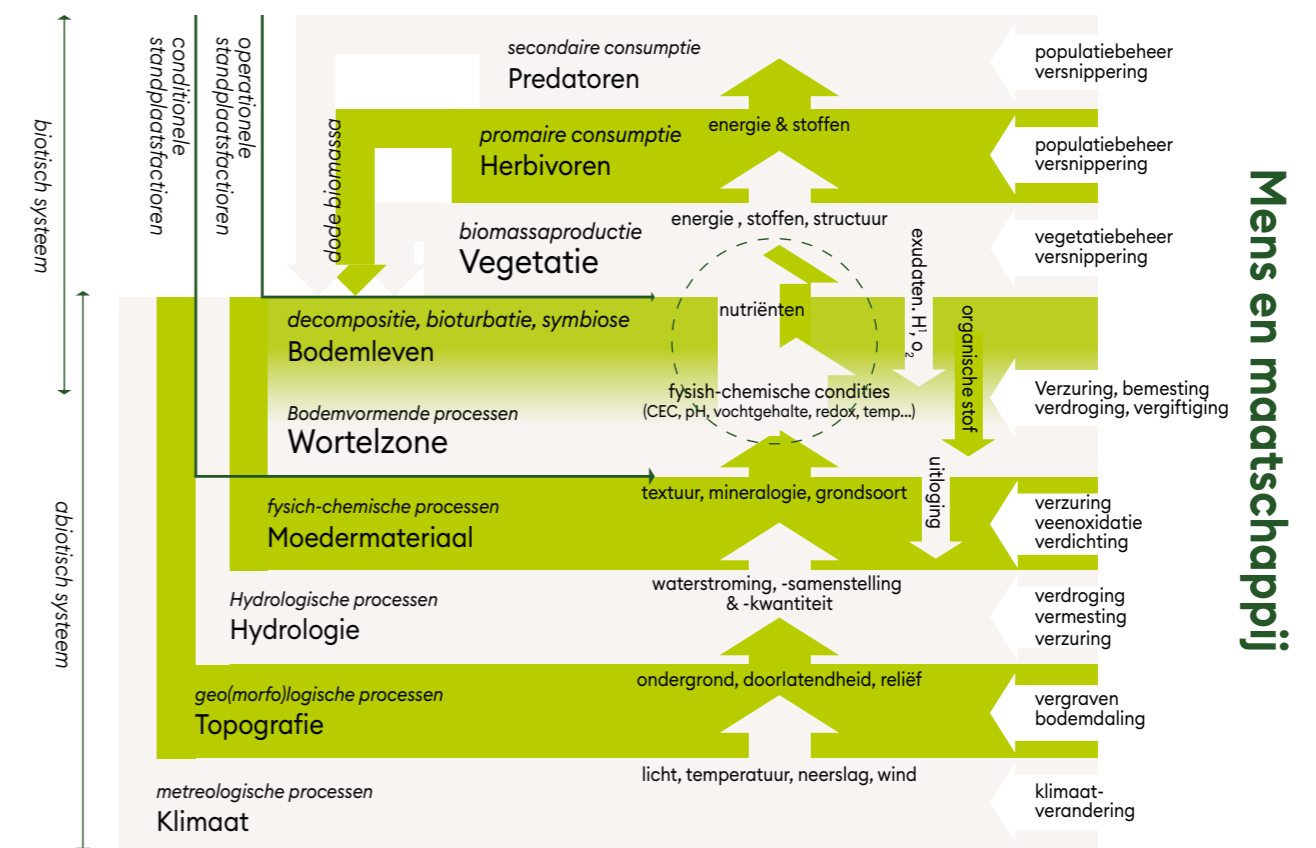 biotisch systeem
abiotisch systeem
conditionele
standplaatsfactioren
operationele
standplaatsfactioren
dode biomassa
secondaire consumptie
Predatoren
energie & stoffen
populatiebeheer
versnippering
promaire consumptie
Herbivoren
energie , stoffen, structuur
populatiebeheer
versnippering
biomassaproductie
Vegetatie
vegetatiebeheer
versnippering
nutriënten
exudaten. H¹, o₂
organische stof
decompositie, bioturbatie, symbiose
Bodemleven
fysish-chemische condities
(CEC, pH, vochtgehalte, redox, temp...)
Verzuring, bemesting
verdroging, vergiftiging
Bodemvormende processen
Wortelzone
uitloging
textuur, mineralogie, grondsoort
fysich-chemische processen
Moedermateriaal
verzuring
veenoxidatie
verdichting
waterstroming, -samenstelling
& -kwantiteit
Hydrologische processen
Hydrologie
verdroging
vermesting
verzuring
ondergrond, doorlatendheid, reliëf
geo(morfo)logische processen
Topografie
vergraven
bodemdaling
licht, temperatuur, neerslag, wind
metreologische processen
Klimaat
klimaat-
verandering
Mens en maatschappij